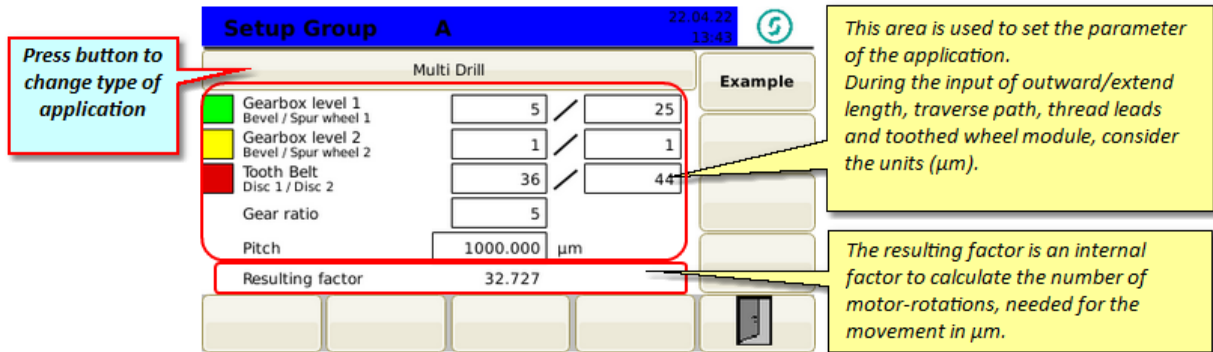 Setup Group A
22.04.22
13:43
Press button to
change type of
application
Multi Drill
Example
Gearbox level 1
Bevel / Spur wheel 1
5 / 25
Gearbox level 2
Bevel / Spur wheel 2
1 / 1
Tooth Belt
Disc 1 / Disc 2
36 / 44
Gear ratio
5
Pitch
1000.000 µm
Resulting factor
32.727
This area is used to set the parameter
of the application.
During the input of outward/extend
length, traverse path, thread leads
and toothed wheel module, consider
the units (µm).
The resulting factor is an internal
factor to calculate the number of
motor-rotations, needed for the
movement in µm.